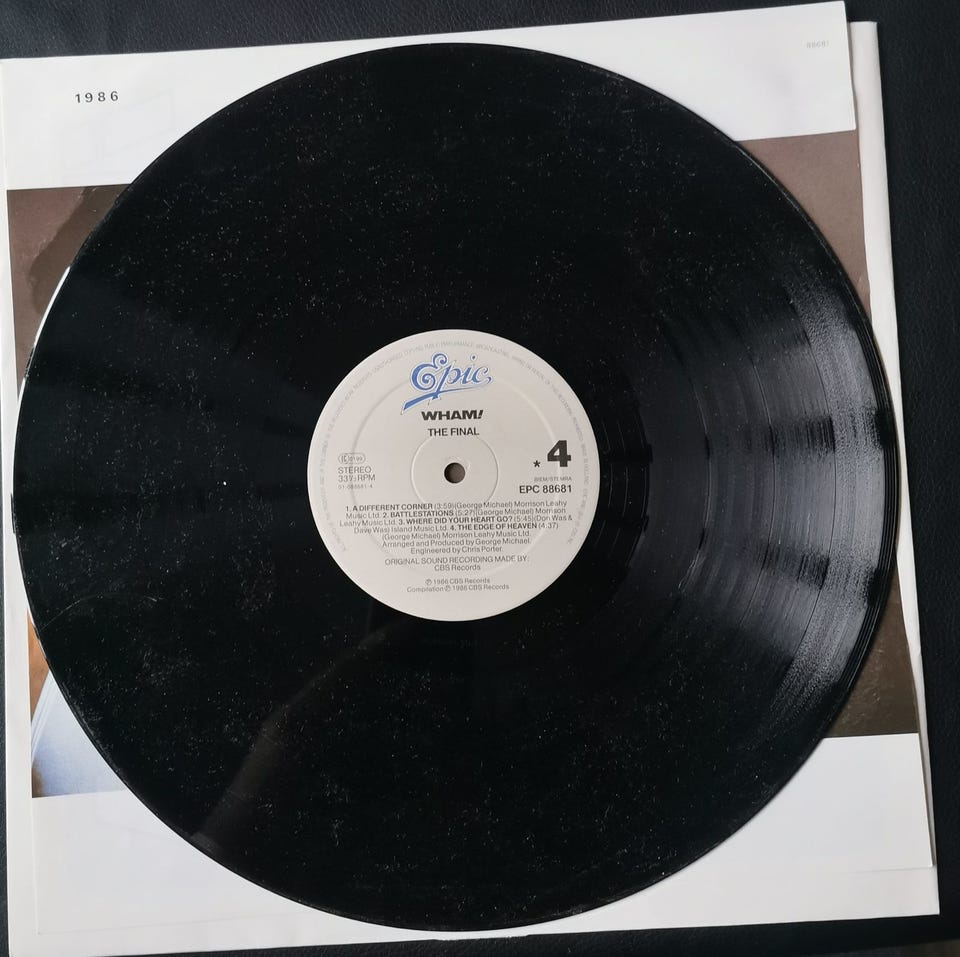 88681
1986
Epic
WHAM!
THE FINAL
4
*
STEREO
33⅓ RPM
01-088681-4
BIEM/STEMRA
EPC 88681
1. A DIFFERENT CORNER (3:59)(George Michael) Morrison Leahy
Music Ltd. 2. BATTLESTATIONS (5:27)(George Michael) Morrison
Leahy Music Ltd. 3. WHERE DID YOUR HEART GO? (5:45)(Don Was &
Dave Was) Island Music Ltd. 4. THE EDGE OF HEAVEN (4.37)
(George Michael) Morrison Leahy Music Ltd.
Arranged and Produced by George Michael.
Engineered by Chris Porter.
ORIGINAL SOUND RECORDING MADE BY:
CBS Records
℗ 1986 CBS Records
Compilation ℗ 1986 CBS Records